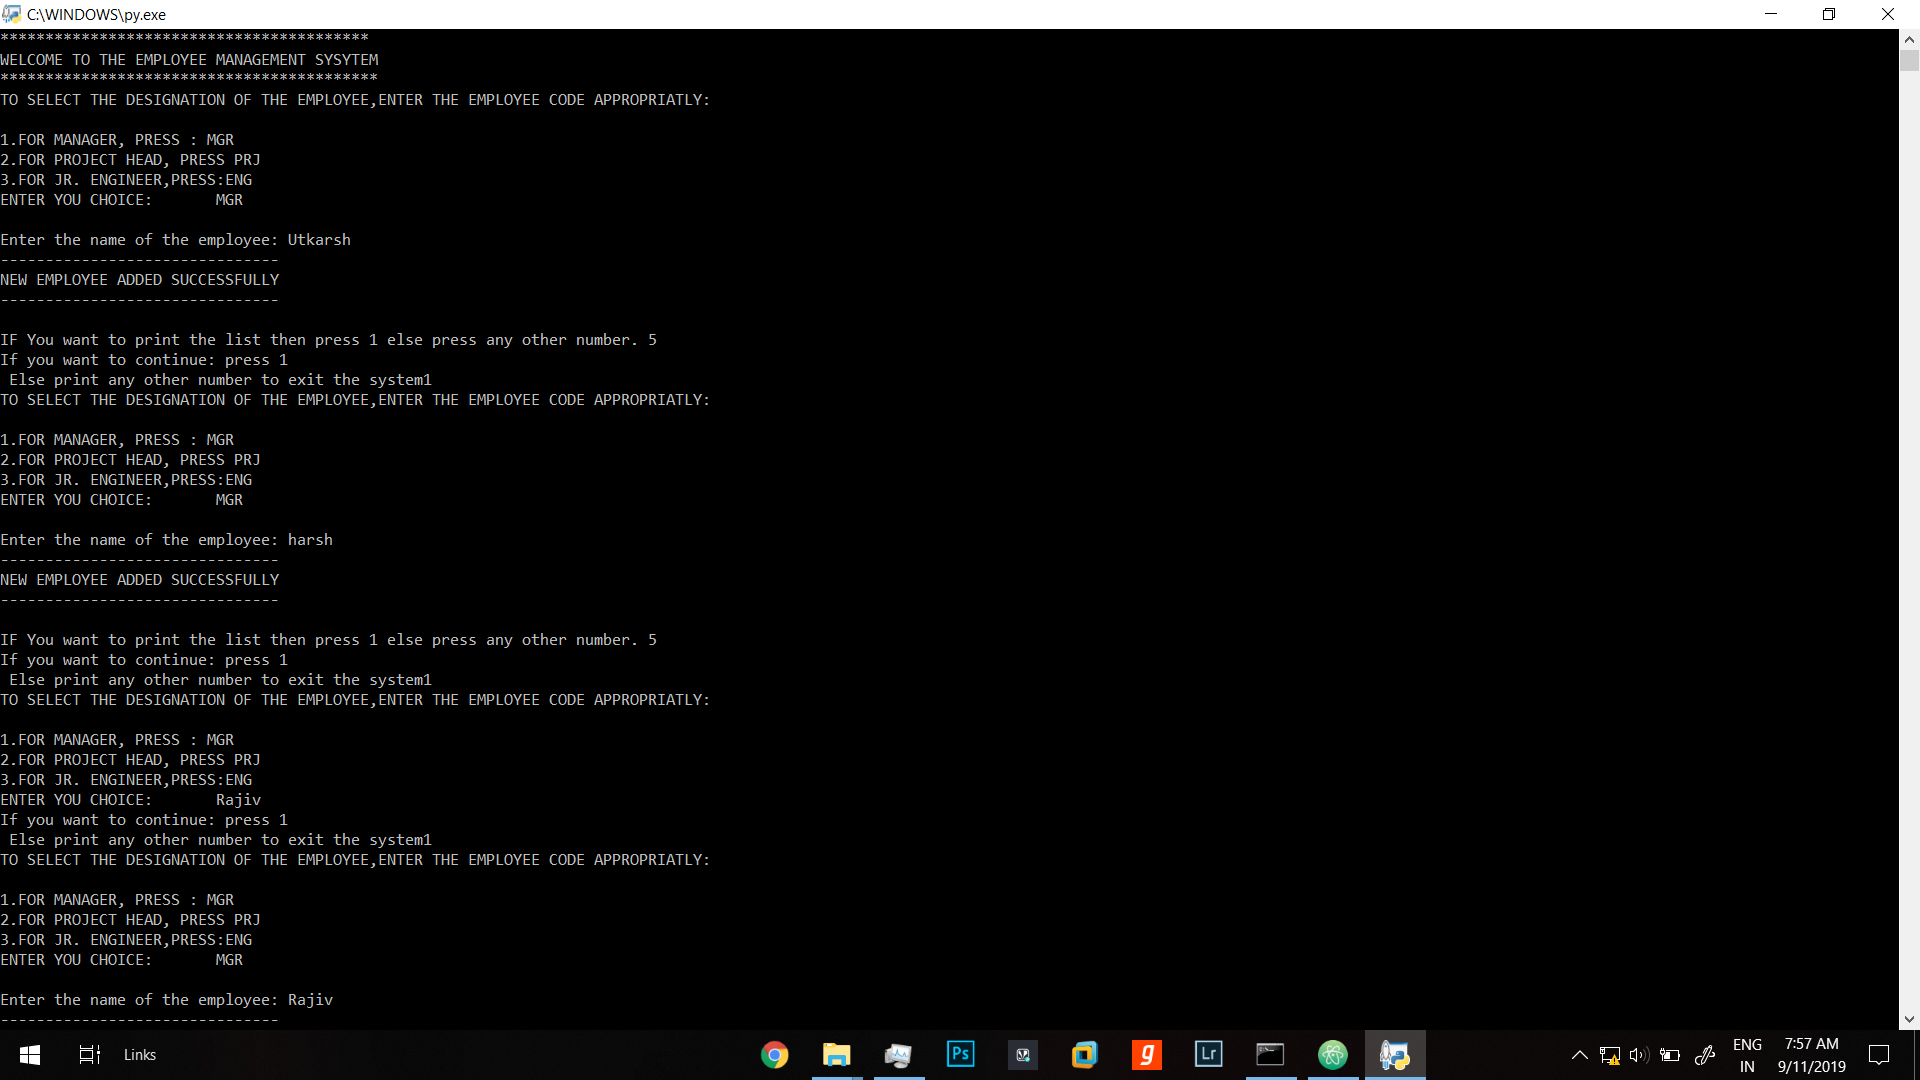 C:\WINDOWS\py.exe
*****************************************
WELCOME TO THE EMPLOYEE MANAGEMENT SYSYTEM
******************************************
TO SELECT THE DESIGNATION OF THE EMPLOYEE,ENTER THE EMPLOYEE CODE APPROPRIATLY:
1.FOR MANAGER, PRESS : MGR
2.FOR PROJECT HEAD, PRESS PRJ
3.FOR JR. ENGINEER,PRESS:ENG
ENTER YOU CHOICE:       MGR
Enter the name of the employee: Utkarsh
-------------------------------
NEW EMPLOYEE ADDED SUCCESSFULLY
-------------------------------
IF You want to print the list then press 1 else press any other number. 5
If you want to continue: press 1
 Else print any other number to exit the system1
TO SELECT THE DESIGNATION OF THE EMPLOYEE,ENTER THE EMPLOYEE CODE APPROPRIATLY:
1.FOR MANAGER, PRESS : MGR
2.FOR PROJECT HEAD, PRESS PRJ
3.FOR JR. ENGINEER,PRESS:ENG
ENTER YOU CHOICE:       MGR
Enter the name of the employee: harsh
-------------------------------
NEW EMPLOYEE ADDED SUCCESSFULLY
-------------------------------
IF You want to print the list then press 1 else press any other number. 5
If you want to continue: press 1
 Else print any other number to exit the system1
TO SELECT THE DESIGNATION OF THE EMPLOYEE,ENTER THE EMPLOYEE CODE APPROPRIATLY:
1.FOR MANAGER, PRESS : MGR
2.FOR PROJECT HEAD, PRESS PRJ
3.FOR JR. ENGINEER,PRESS:ENG
ENTER YOU CHOICE:       Rajiv
If you want to continue: press 1
 Else print any other number to exit the system1
TO SELECT THE DESIGNATION OF THE EMPLOYEE,ENTER THE EMPLOYEE CODE APPROPRIATLY:
1.FOR MANAGER, PRESS : MGR
2.FOR PROJECT HEAD, PRESS PRJ
3.FOR JR. ENGINEER,PRESS:ENG
ENTER YOU CHOICE:       MGR
Enter the name of the employee: Rajiv
-------------------------------
Links
Ps
g
Lr
ENG
IN
7:57 AM
9/11/2019